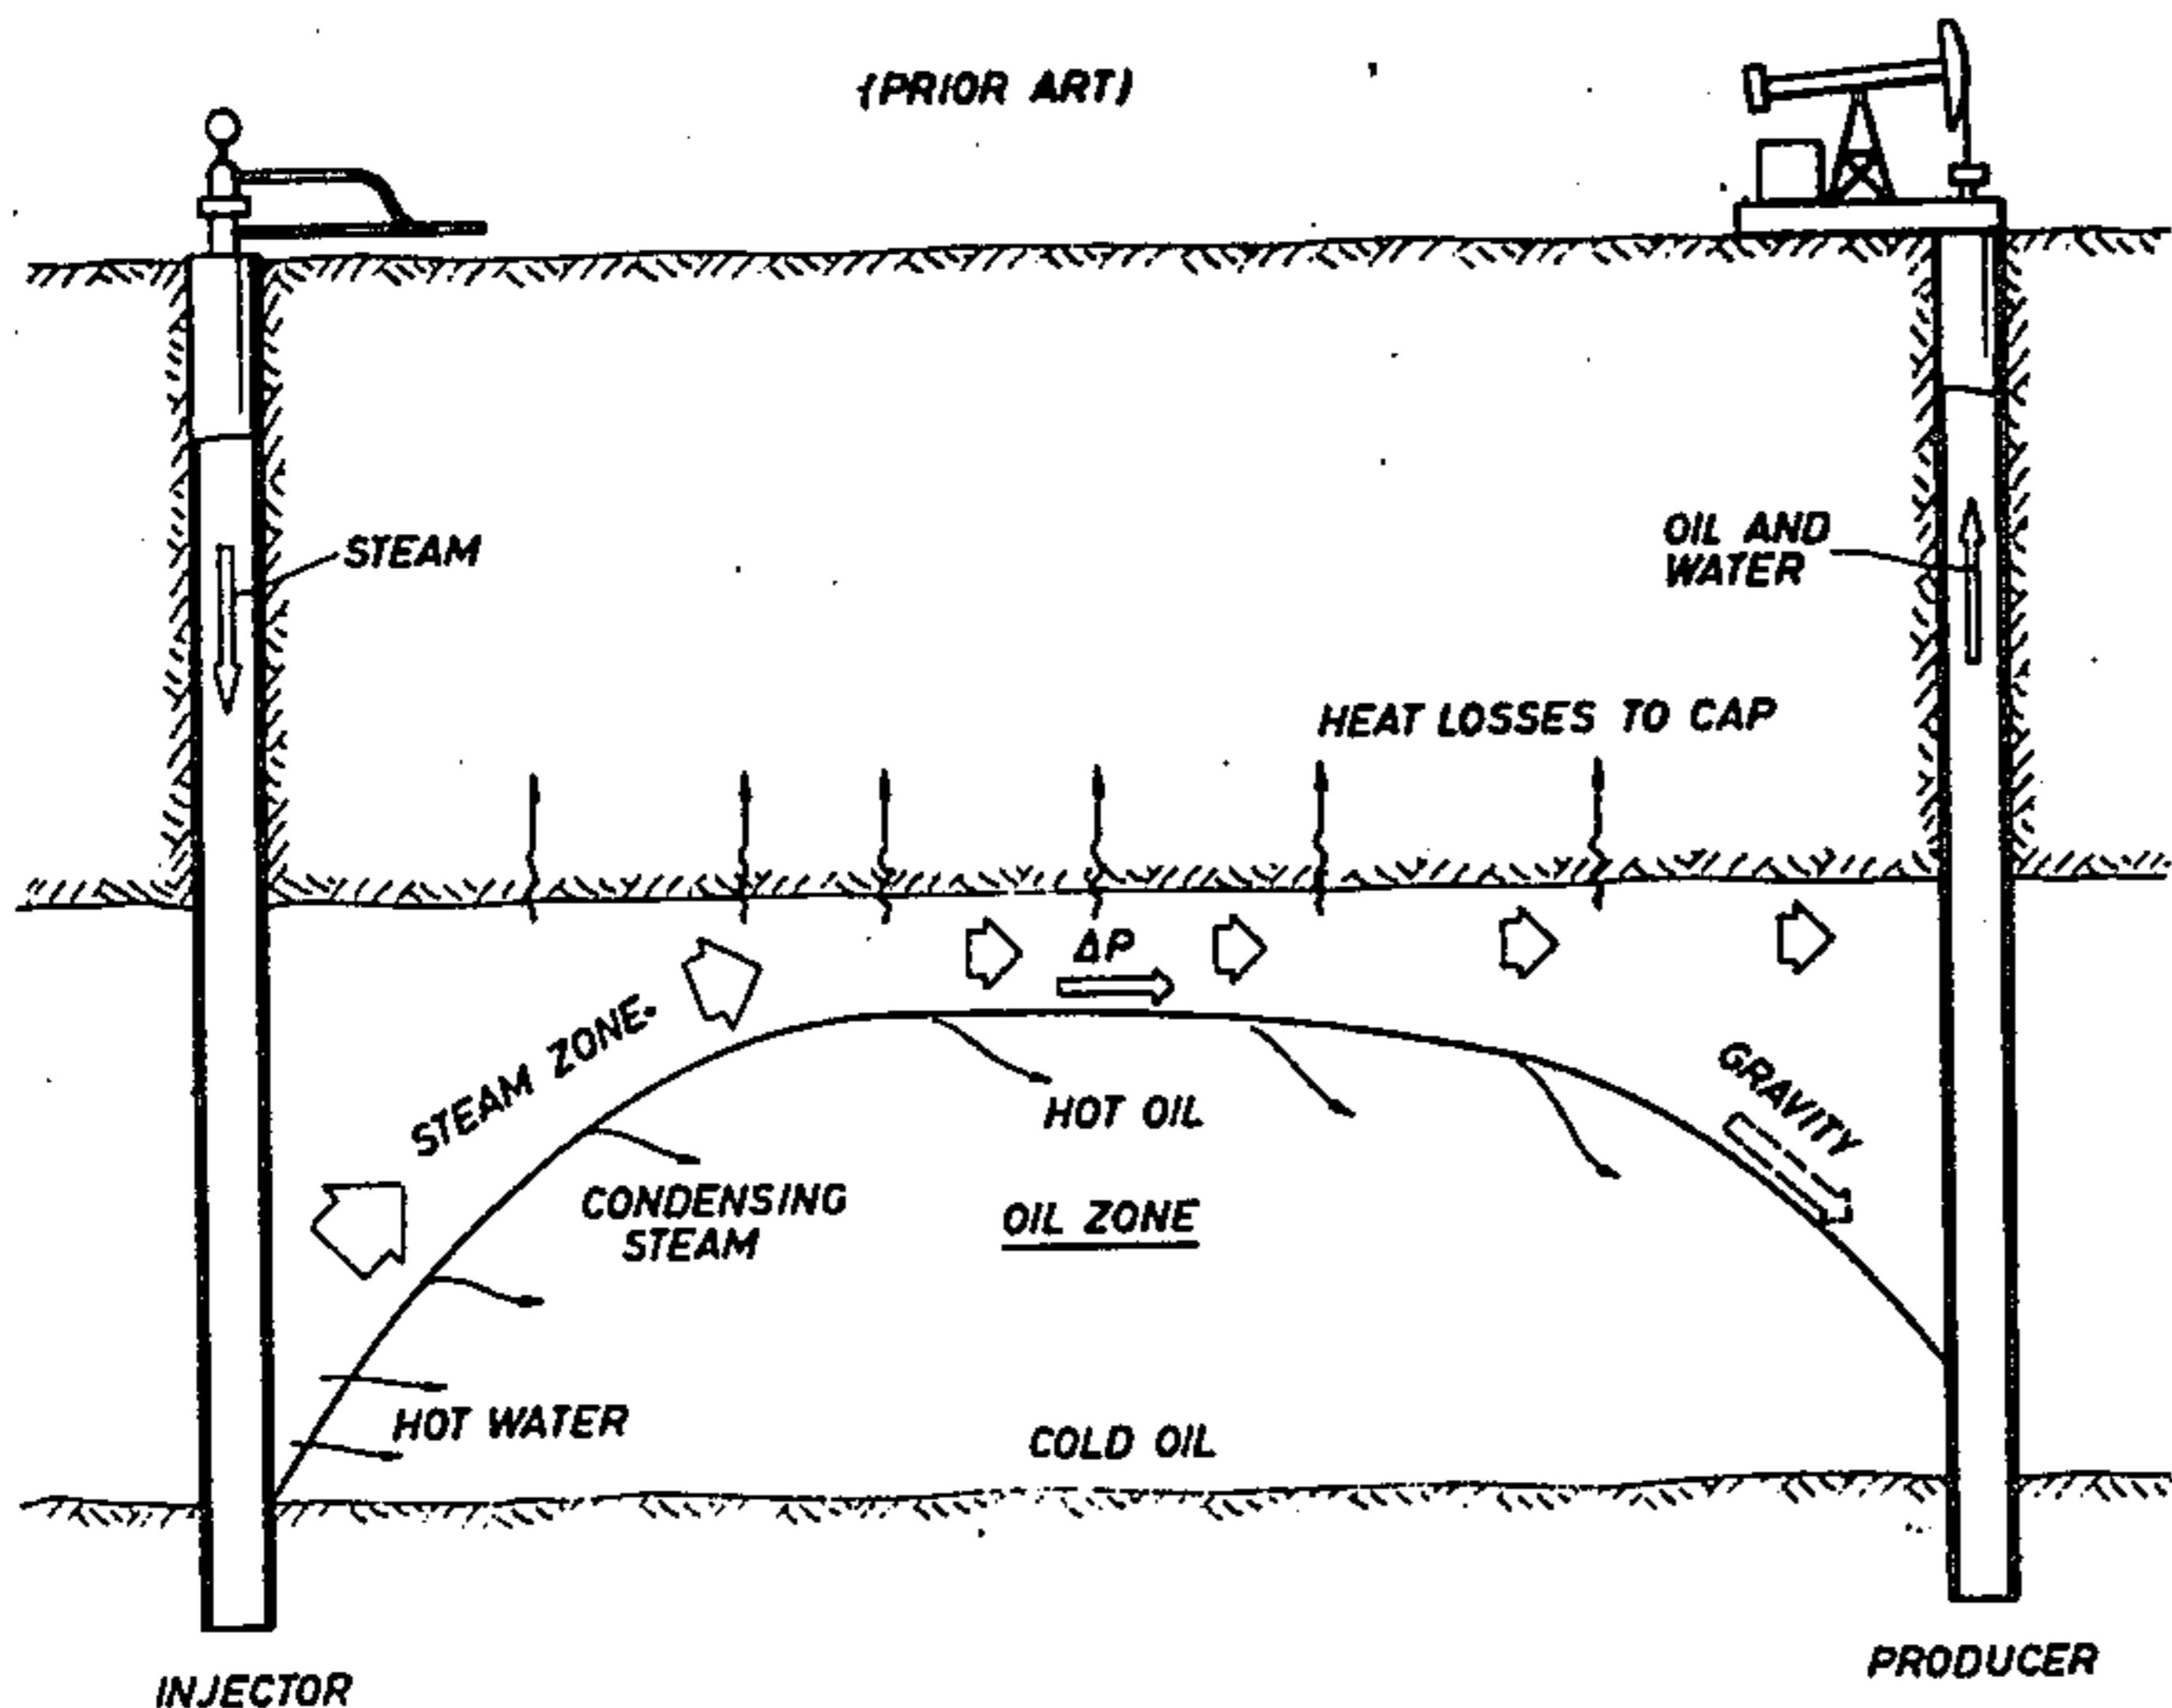 (PRIOR ART)
STEAM
OIL AND
WATER
HEAT LOSSES TO CAP
ΔP
STEAM ZONE.
GRAVITY
HOT OIL
CONDENSING
STEAM
OIL ZONE
HOT WATER
COLD OIL
INJECTOR
PRODUCER